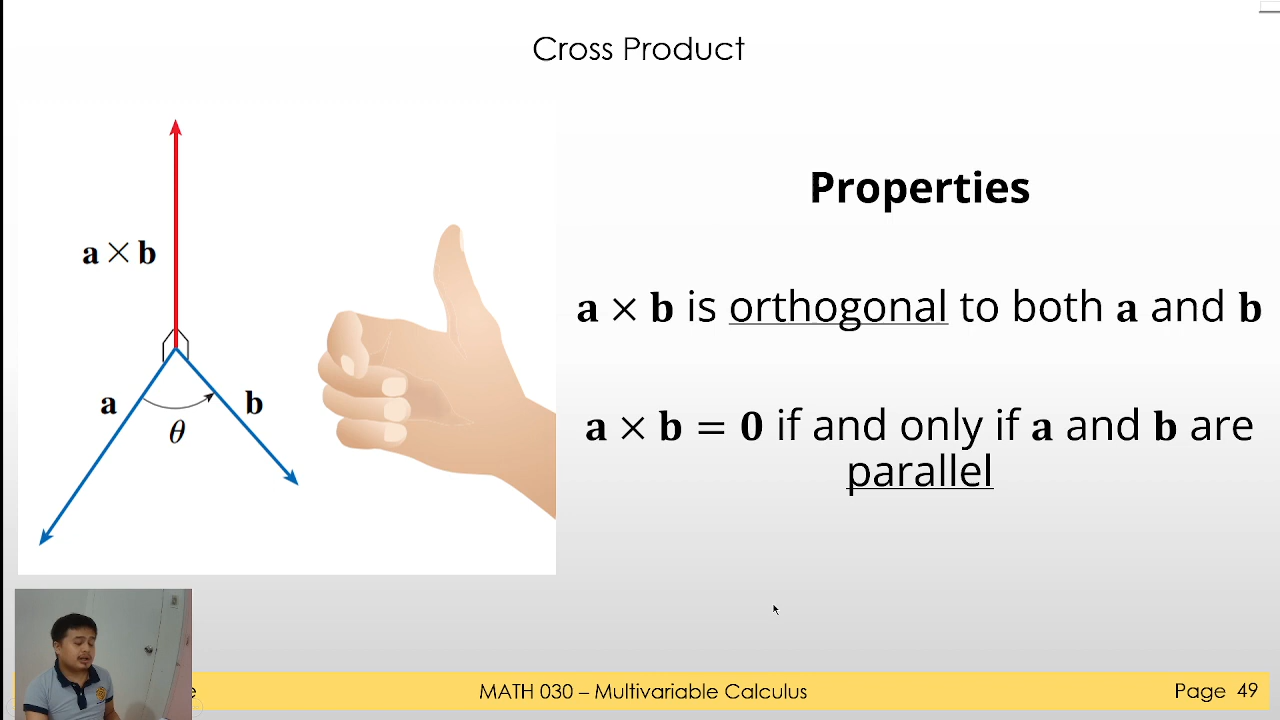 Cross Product
a × b
a
b
θ
Properties
a × b is orthogonal to both a and b
a × b = 0 if and only if a and b are
parallel
MATH 030 – Multivariable Calculus
Page 49